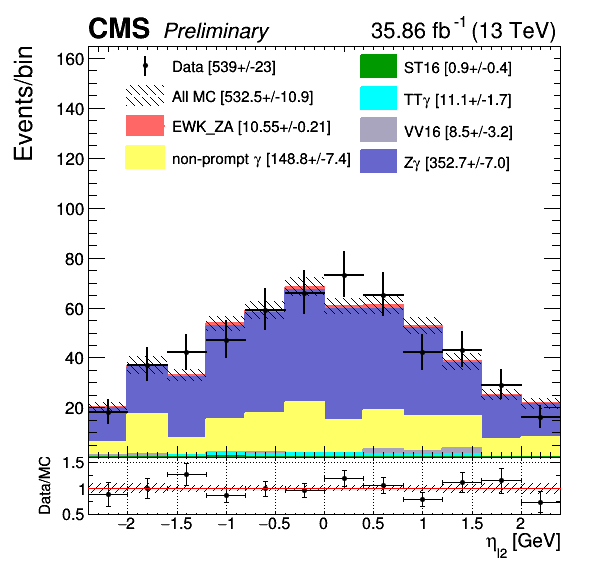 CMS Preliminary 35.86 fb⁻¹ (13 TeV)
Events/bin
160
140
120
100
80
60
40
20
Data [539+/-23]
All MC [532.5+/-10.9]
EWK_ZA [10.55+/-0.21]
non-prompt γ [148.8+/-7.4]
ST16 [0.9+/-0.4]
TTγ [11.1+/-1.7]
VV16 [8.5+/-3.2]
Zγ [352.7+/-7.0]
Data/MC
1.5
1
0.5
−2 −1.5 −1 −0.5 0 0.5 1 1.5 2
η_l2 [GeV]